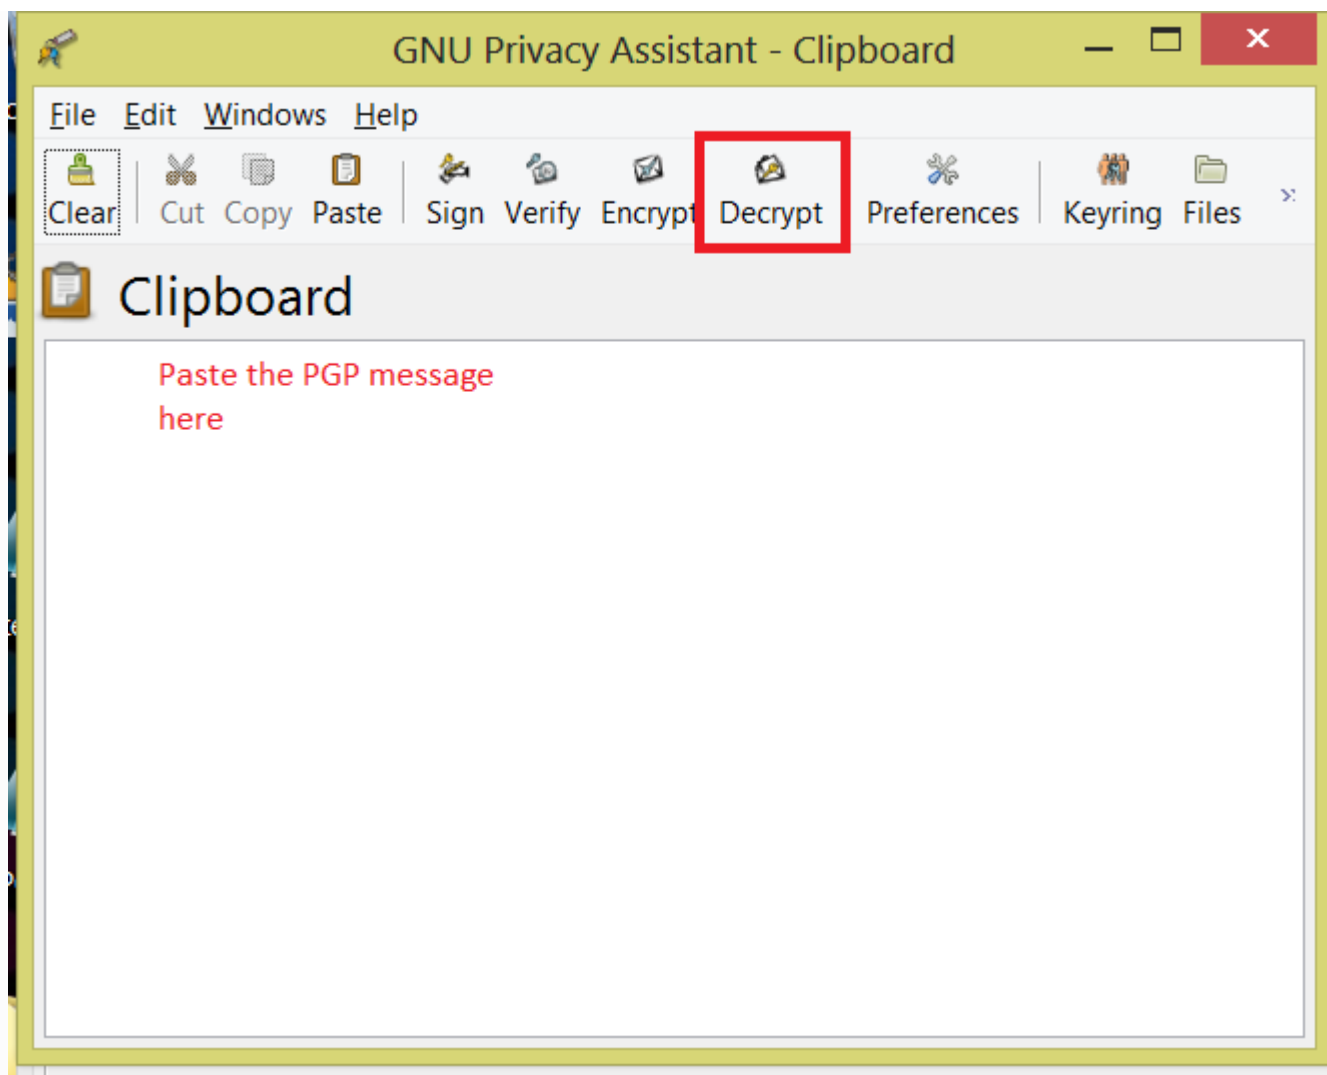 GNU Privacy Assistant - Clipboard
File Edit Windows Help
Clear Cut Copy Paste Sign Verify Encrypt Decrypt Preferences Keyring Files
Clipboard
Paste the PGP message
here